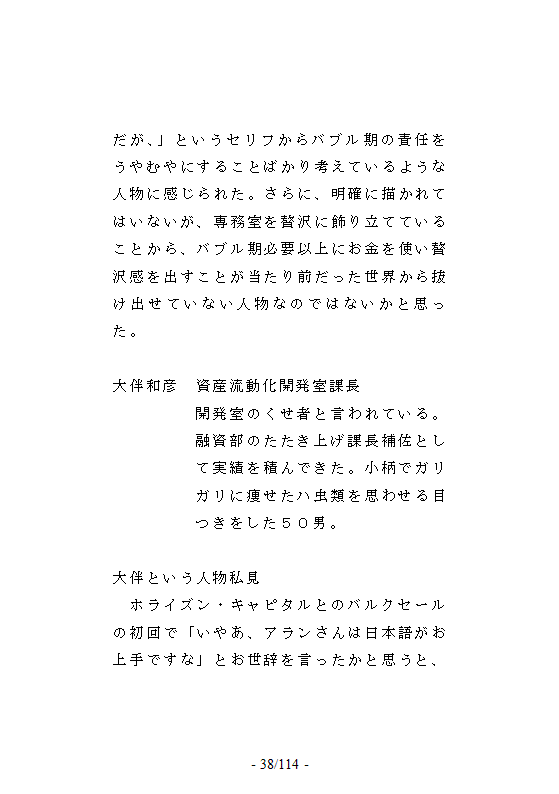 だが、」というセリフからバブル期の責任を
うやむやにすることばかり考えているような
人物に感じられた。さらに、明確に描かれて
はいないが、専務室を贅沢に飾り立てている
ことから、バブル期必要以上にお金を使い贅
沢感を出すことが当たり前だった世界から抜
け出せていない人物なのではないかと思っ
た。
大伴和彦　資産流動化開発室課長
開発室のくせ者と言われている。
融資部のたたき上げ課長補佐とし
て実績を積んできた。小柄でガリ
ガリに痩せたハ虫類を思わせる目
つきをした５０男。
大伴という人物私見
　ホライズン・キャピタルとのバルクセール
の初回で「いやあ、アランさんは日本語がお
上手ですな」とお世辞を言ったかと思うと、
- 38/114 -